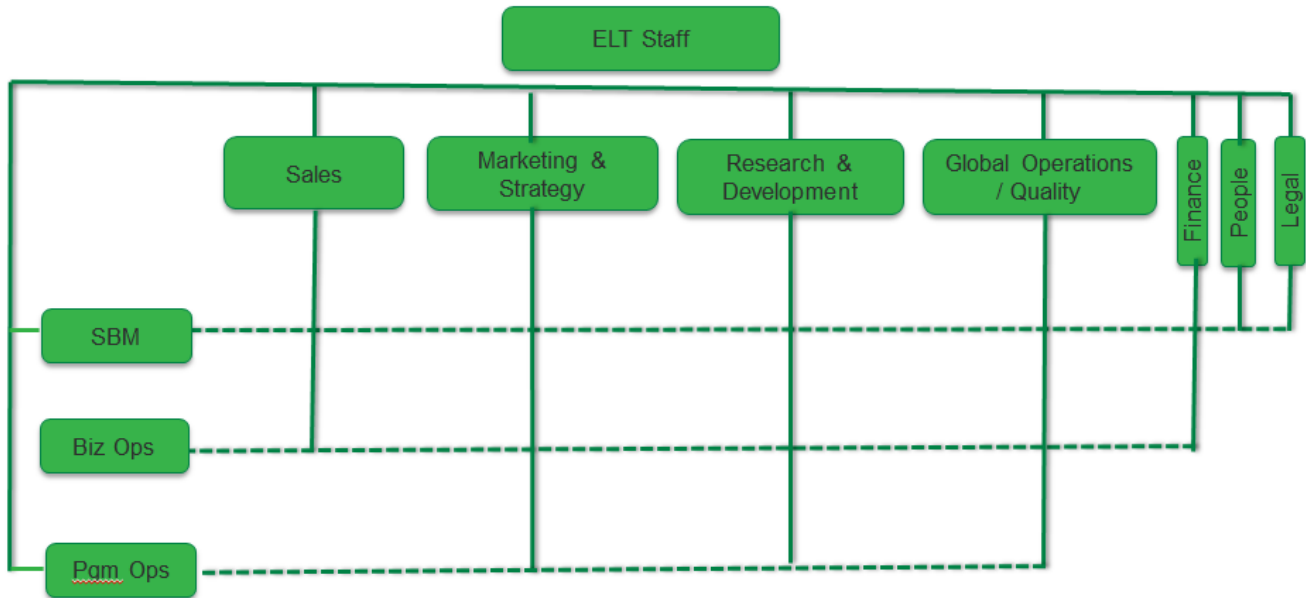 ELT Staff
Sales
Marketing &
Strategy
Research &
Development
Global Operations
/ Quality
Finance
People
Legal
SBM
Biz Ops
Pgm Ops